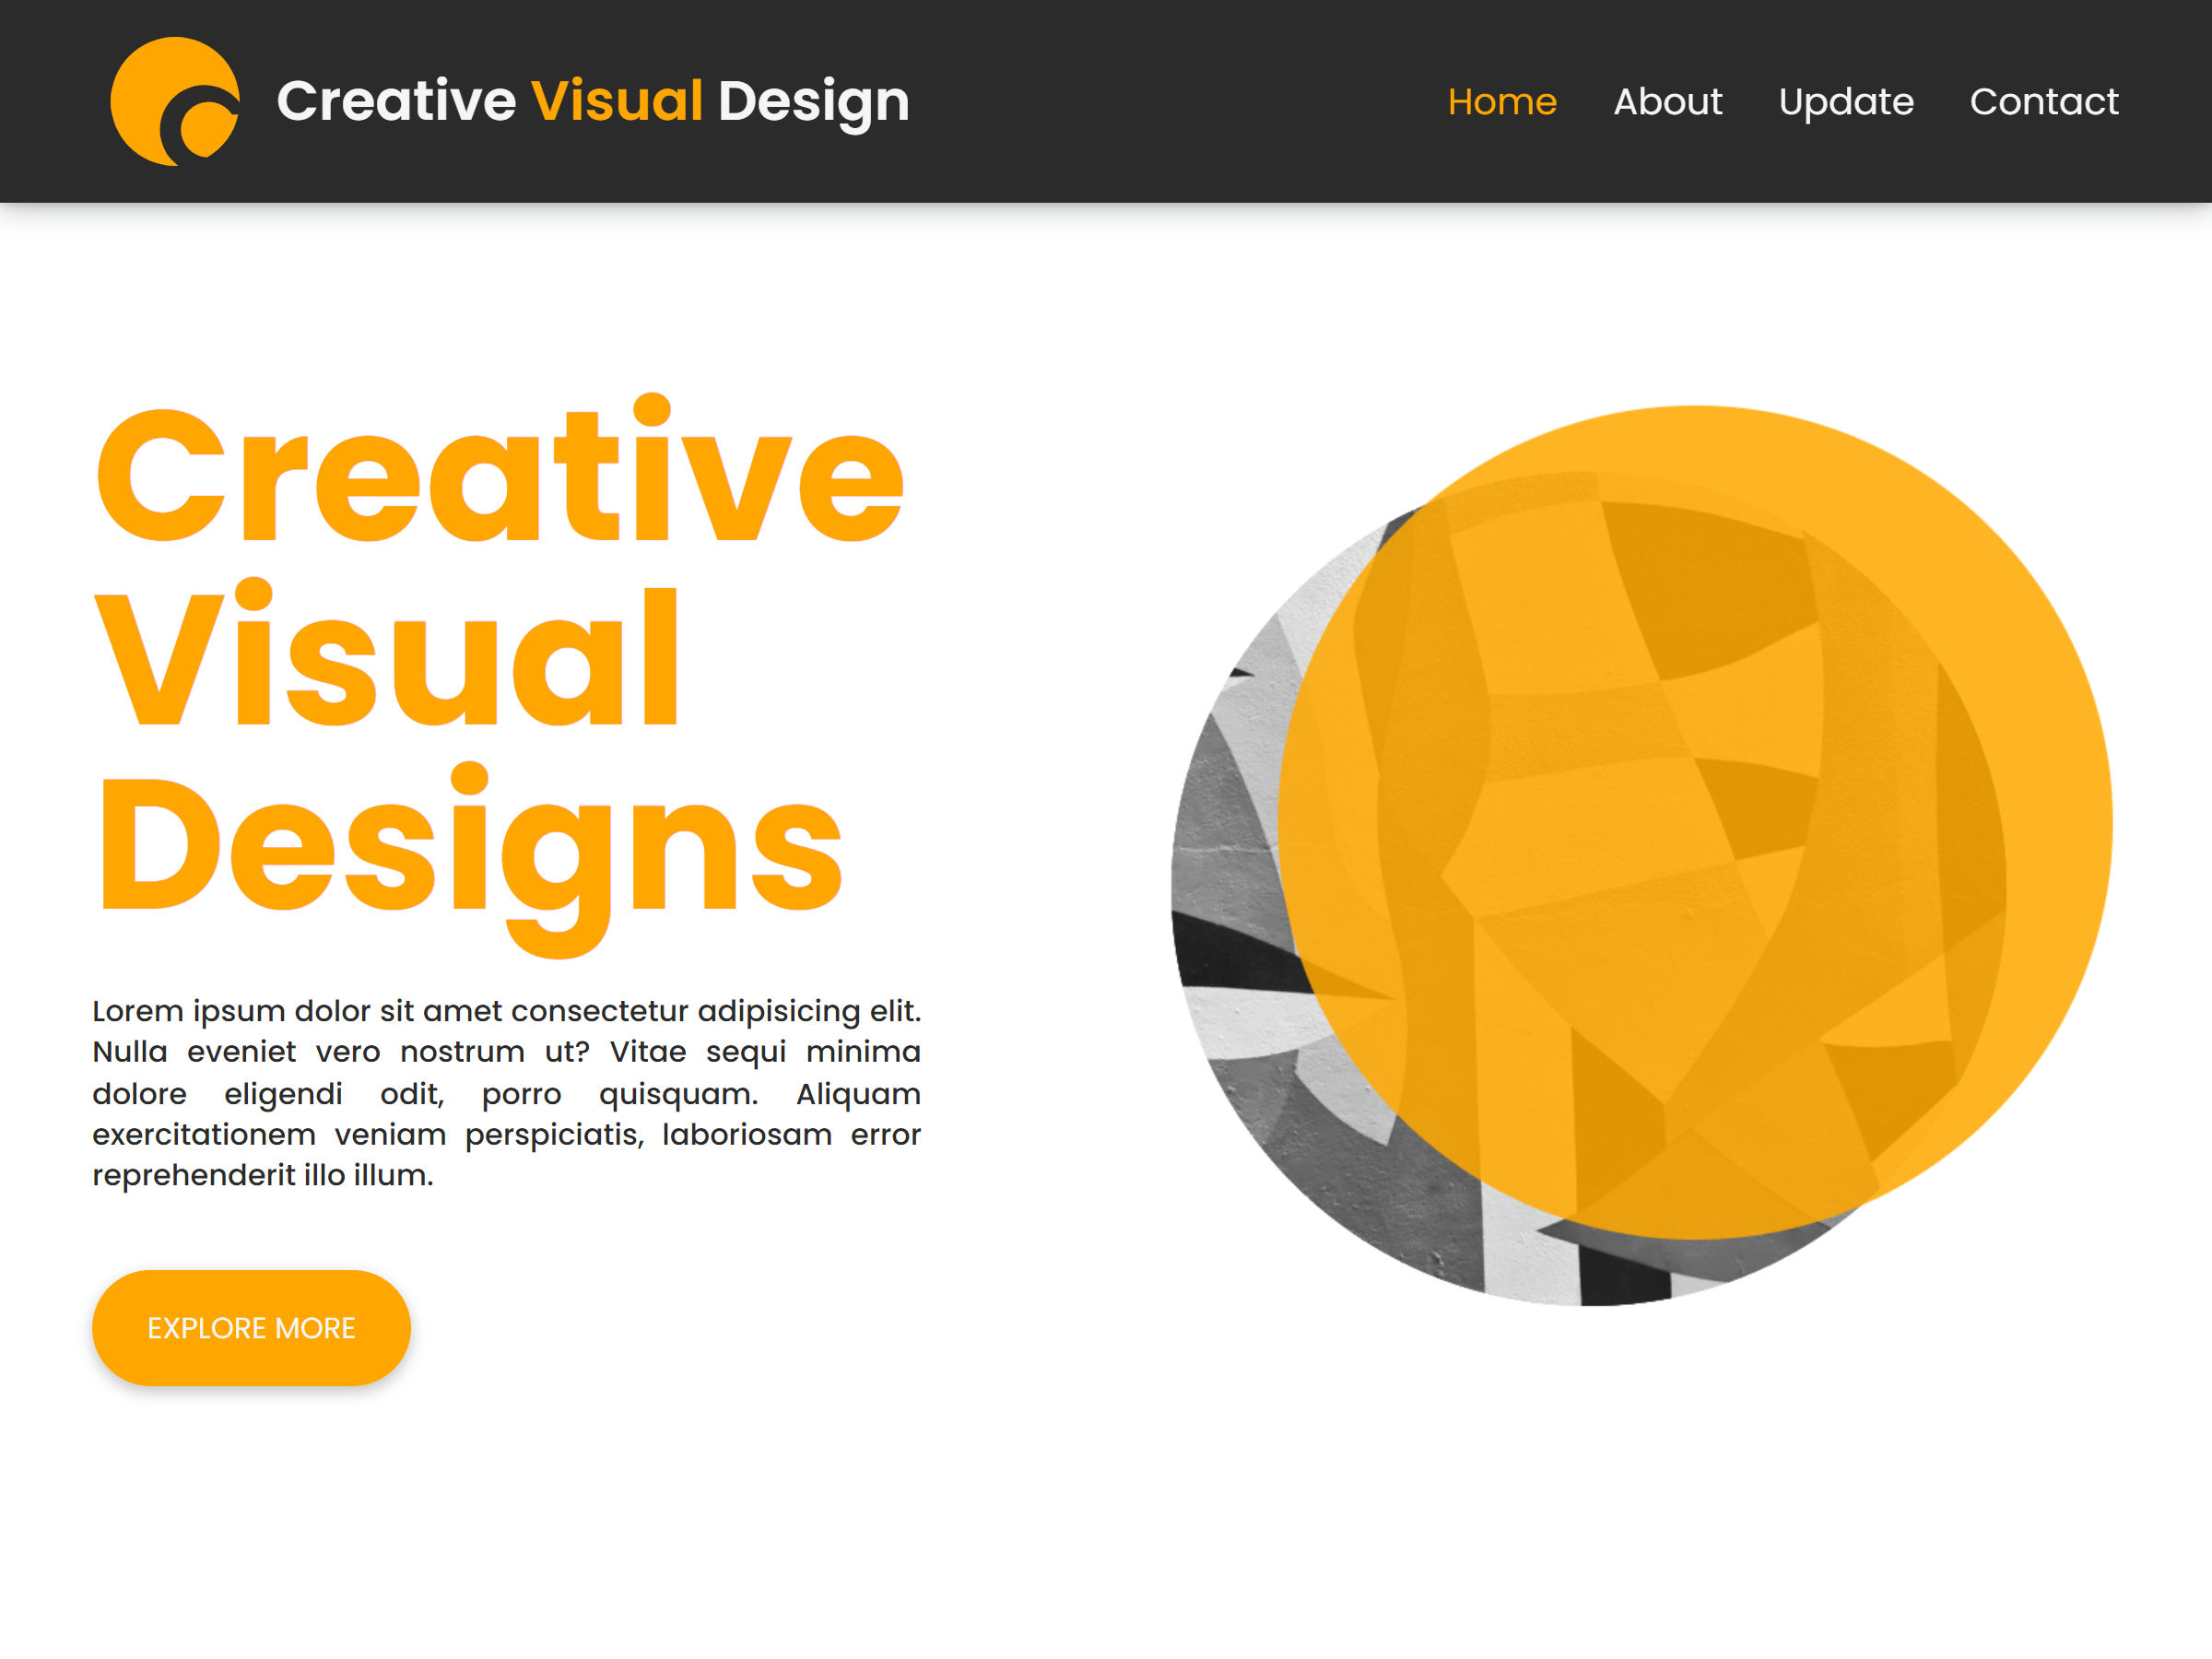 Creative Visual Design
Home About Update Contact
Creative
Visual
Designs
Lorem ipsum dolor sit amet consectetur adipisicing elit.
Nulla eveniet vero nostrum ut? Vitae sequi minima
dolore eligendi odit, porro quisquam. Aliquam
exercitationem veniam perspiciatis, laboriosam error
reprehenderit illo illum.
EXPLORE MORE